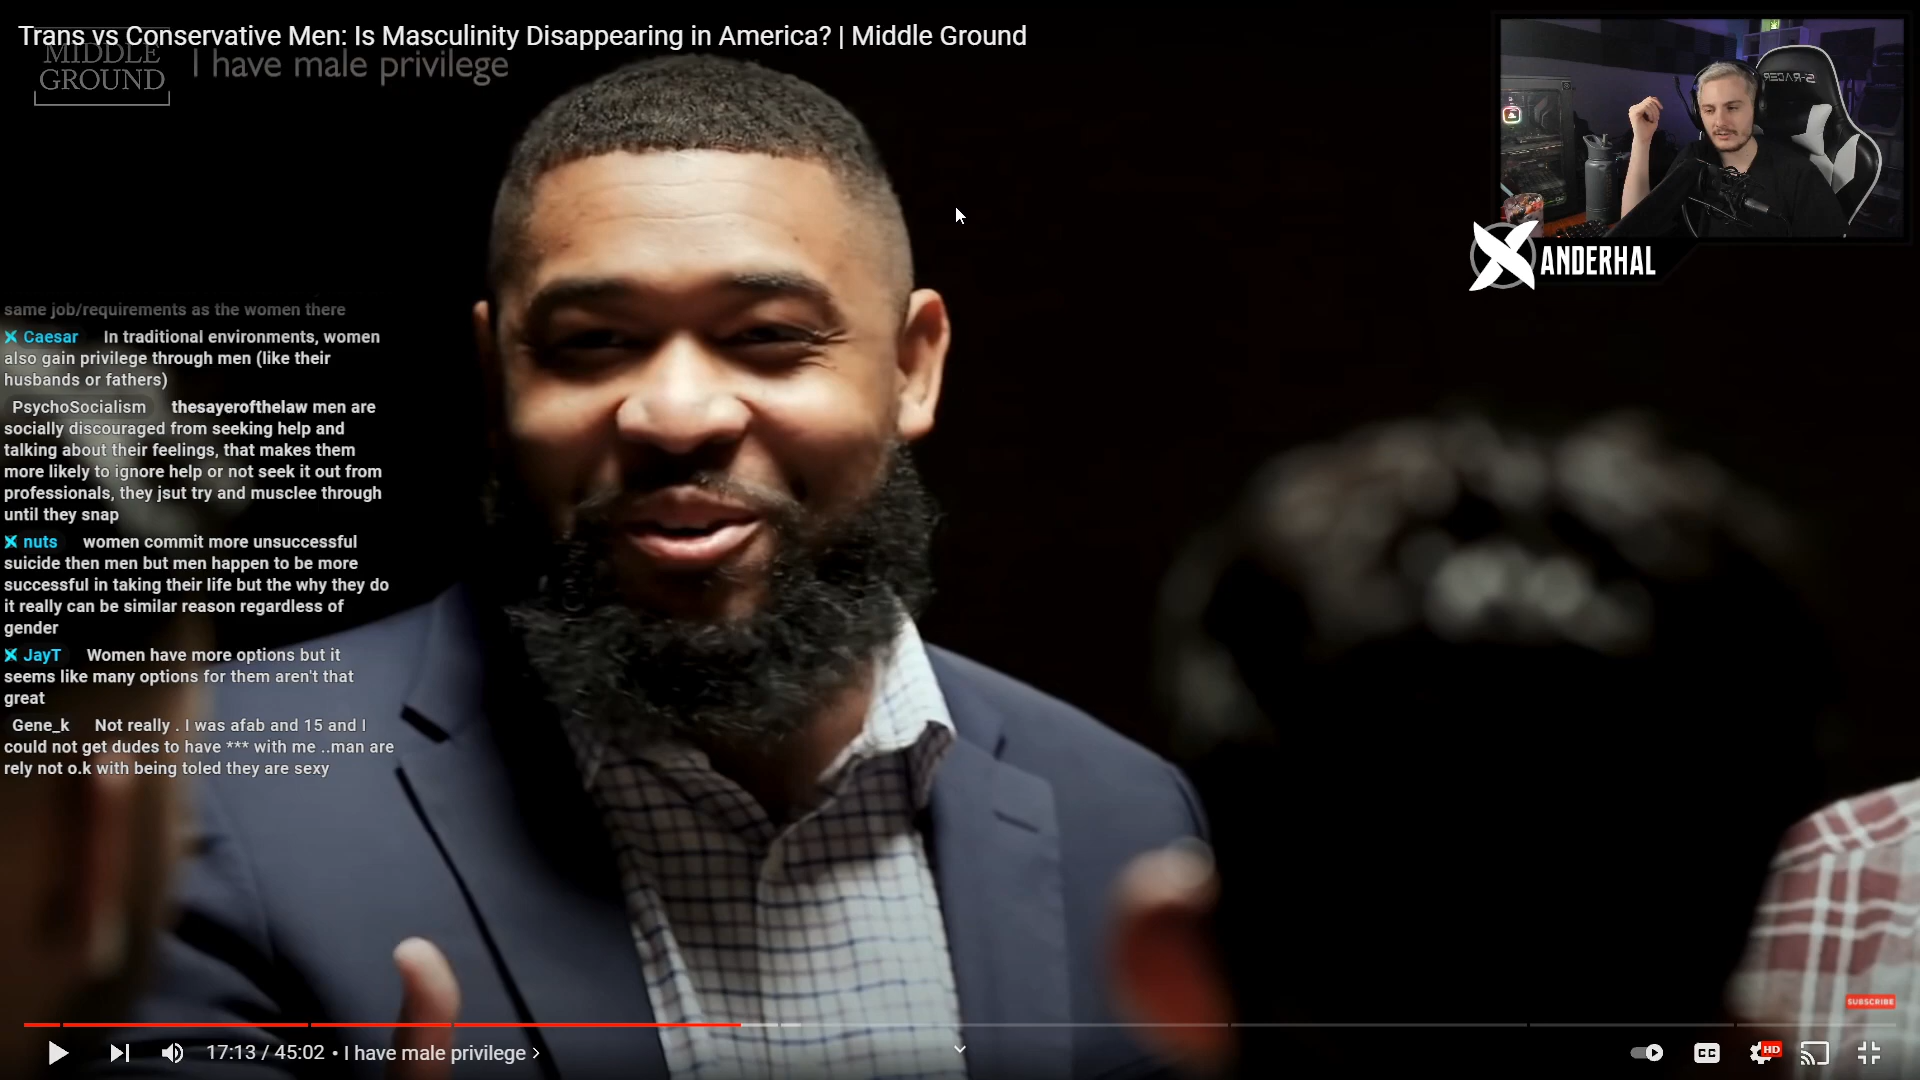 Trans vs Conservative Men: Is Masculinity Disappearing in America? | Middle Ground
MIDDLE
GROUND
I have male privilege
XANDERHAL
same job/requirements as the women there
Caesar In traditional environments, women
also gain privilege through men (like their
husbands or fathers)
PsychoSocialism thesayerofthelaw men are
socially discouraged from seeking help and
talking about their feelings, that makes them
more likely to ignore help or not seek it out from
professionals, they jsut try and musclee through
until they snap
nuts women commit more unsuccessful
suicide then men but men happen to be more
successful in taking their life but the why they do
it really can be similar reason regardless of
gender
JayT Women have more options but it
seems like many options for them aren't that
great
Gene_k Not really . I was afab and 15 and I
could not get dudes to have *** with me ..man are
rely not o.k with being toled they are sexy
SUBSCRIBE
17:13 / 45:02 • I have male privilege
CC
HD